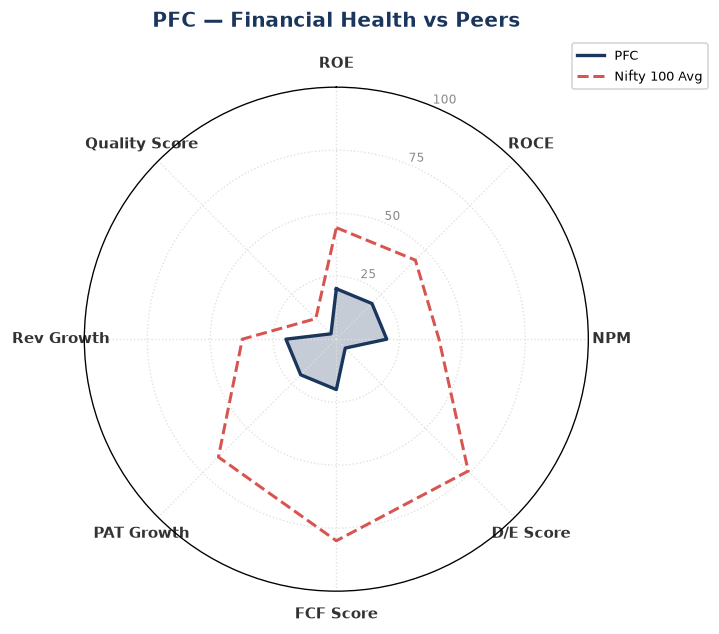 PFC — Financial Health vs Peers
PFC
Nifty 100 Avg
ROE
100
Quality Score
ROCE
75
50
25
Rev Growth
NPM
PAT Growth
D/E Score
FCF Score